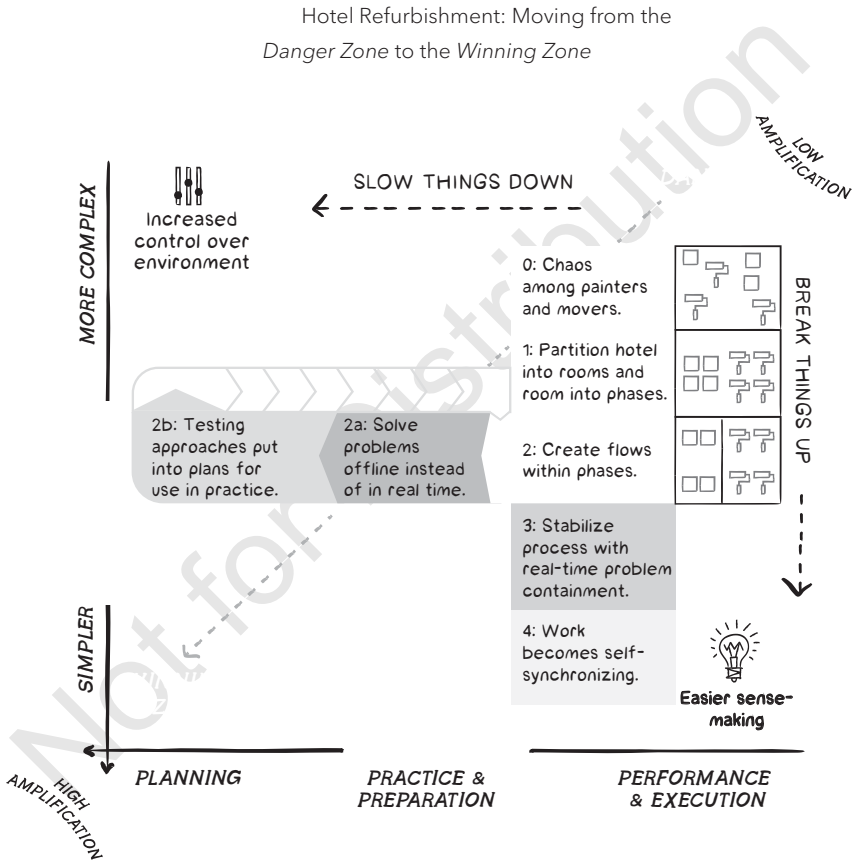 Hotel Refurbishment: Moving from the
Danger Zone to the Winning Zone
LOW
AMPLIFICATION
SLOW THINGS DOWN
Increased
control over
environment
MORE COMPLEX
0: Chaos
among painters
and movers.
1: Partition hotel
into rooms and
room into phases.
BREAK THINGS UP
2b: Testing
approaches put
into plans for
use in practice.
2a: Solve
problems
offline instead
of in real time.
2: Create flows
within phases.
3: Stabilize
process with
real-time problem
containment.
SIMPLER
4: Work
becomes self-
synchronizing.
Easier sense-
making
PLANNING
PRACTICE &
PREPARATION
PERFORMANCE
& EXECUTION
HIGH
AMPLIFICATION
Not for Distribution